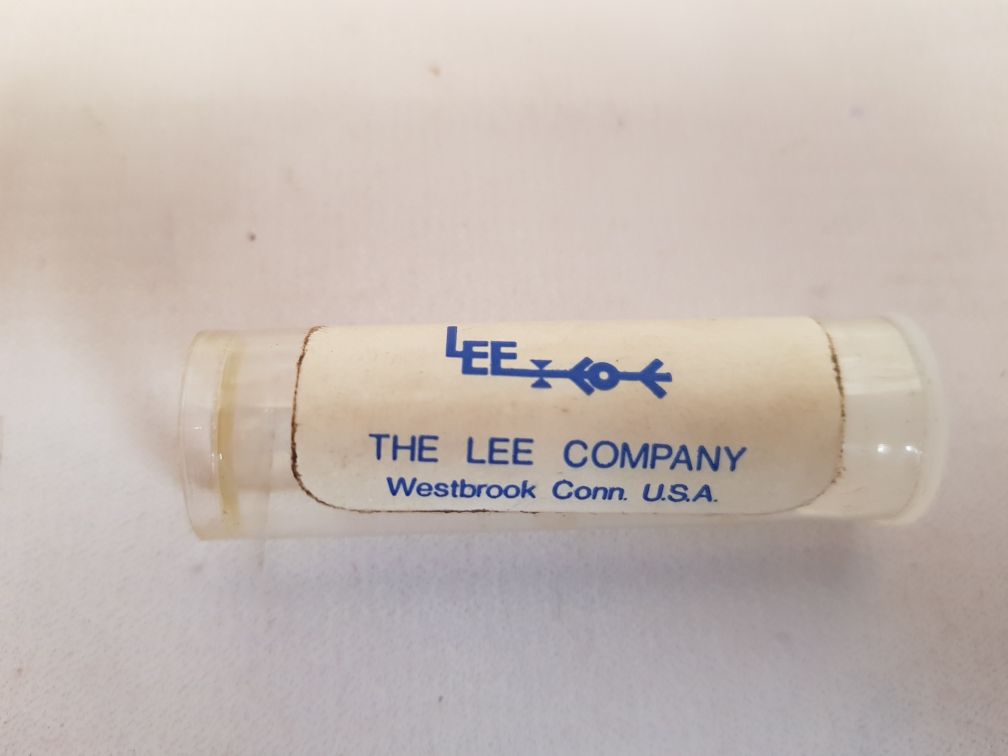 LEE
THE LEE COMPANY
Westbrook Conn. U.S.A.